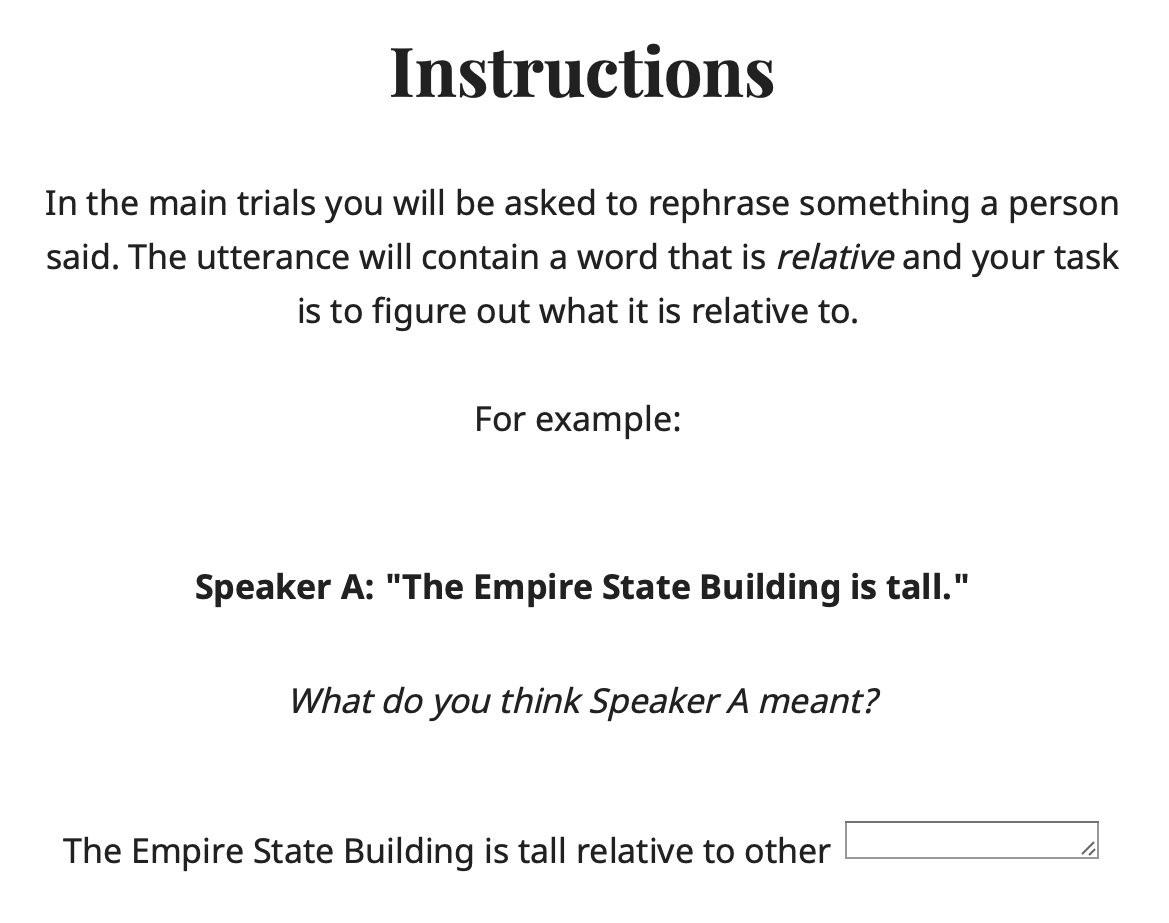 Instructions
In the main trials you will be asked to rephrase something a person
said. The utterance will contain a word that is relative and your task
is to figure out what it is relative to.
For example:
Speaker A: "The Empire State Building is tall."
What do you think Speaker A meant?
The Empire State Building is tall relative to other